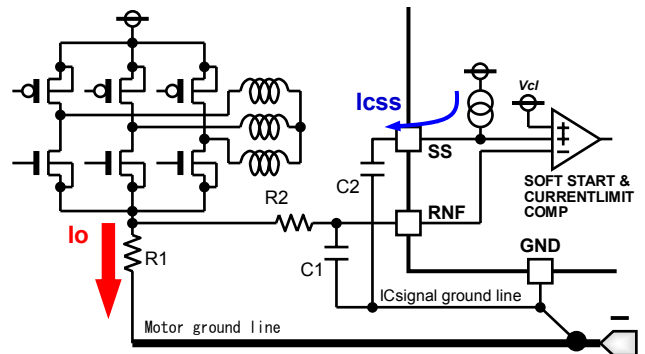 Icss
Vcl
SS
C2
SOFT START &
CURRENTLIMIT
COMP
R2
RNF
Io
R1
C1
GND
ICsignal ground line
Motor ground line